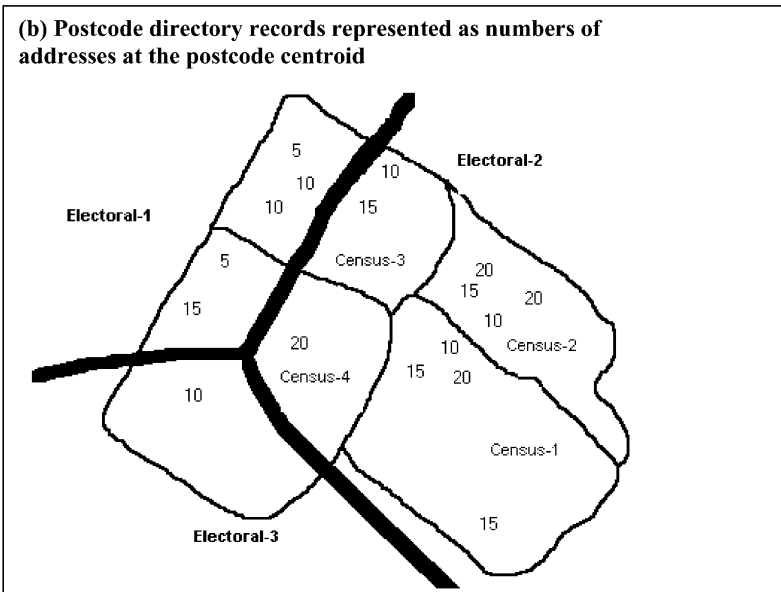 (b) Postcode directory records represented as numbers of
addresses at the postcode centroid
5
10
Electoral-2
10
10
15
Electoral-1
5
Census-3
20
15
20
15
10
20
10
Census-2
15
20
Census-4
10
Census-1
15
Electoral-3